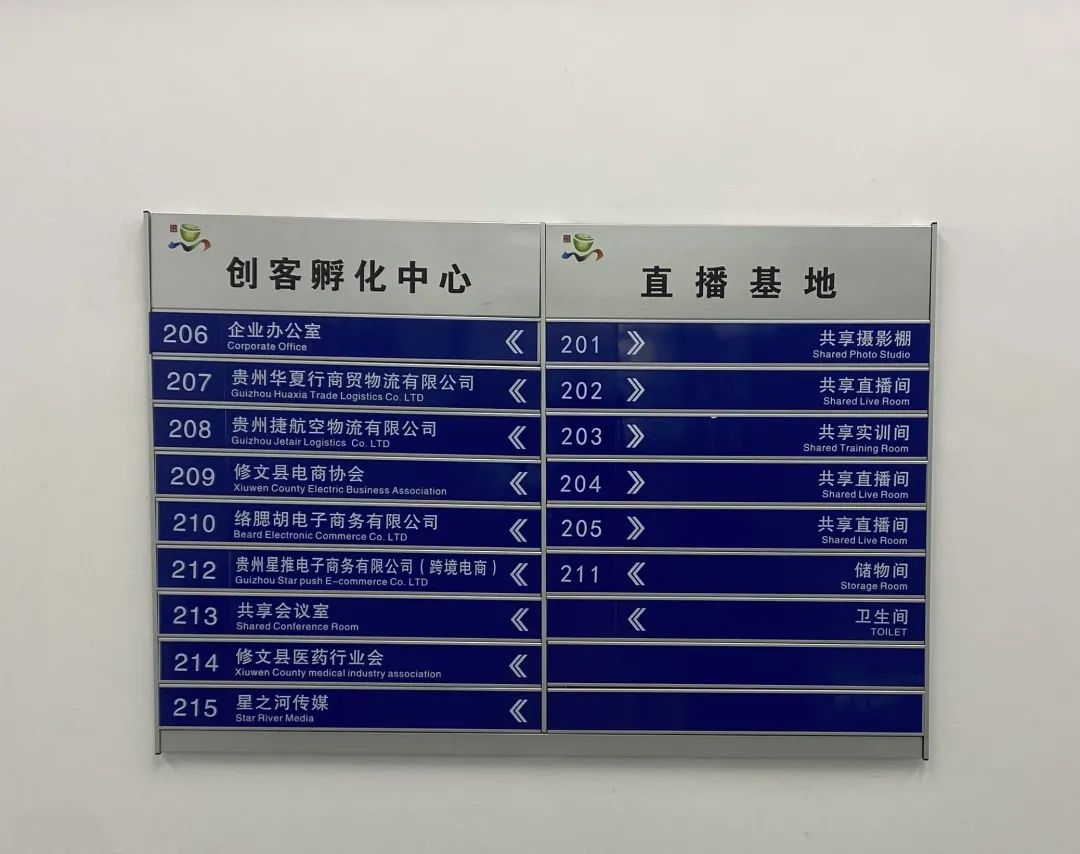 创客孵化中心
206 企业办公室
Corporate Office
207 贵州华夏行商贸物流有限公司
Guizhou Huaxia Trade Logistics Co. LTD
208 贵州捷航空物流有限公司
Guizhou Jetair Logistics Co. LTD
209 修文县电商协会
Xiuwen County Electric Business Association
210 络腮胡电子商务有限公司
Beard Electronic Commerce Co. LTD
212 贵州星推电子商务有限公司（跨境电商）
Guizhou Star push E-commerce Co. LTD
213 共享会议室
Shared Conference Room
214 修文县医药行业会
Xiuwen County medical industry association
215 星之河传媒
Star River Media
直播基地
201 共享摄影棚
Shared Photo Studio
202 共享直播间
Shared Live Room
203 共享实训间
Shared Training Room
204 共享直播间
Shared Live Room
205 共享直播间
Shared Live Room
211 储物间
Storage Room
卫生间
TOILET